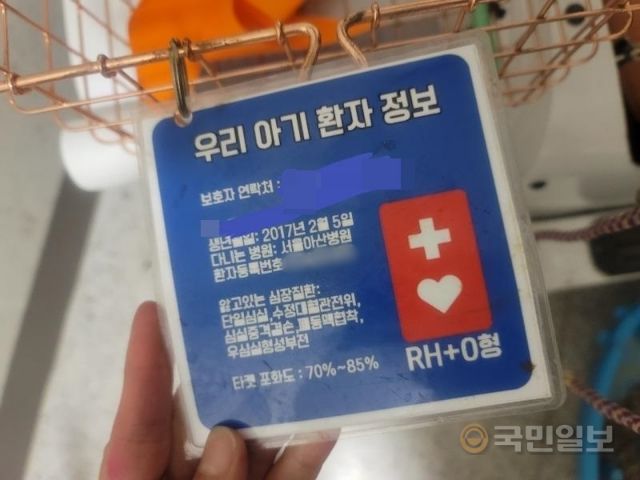 우리 아기 환자 정보
보호자 연락처 :
생년월일: 2017년 2월 5일
다니는 병원: 서울아산병원
환자등록번호
앓고있는 심장질환:
단일심실,수정대혈관전위,
심실중격결손,폐동맥협착,
우심실형성부전
타켓 포화도 : 70%~85%
RH+O형
국민일보